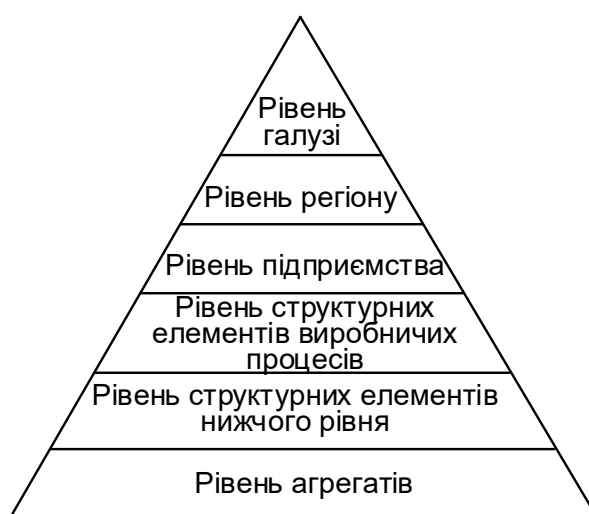 Рівень
галузі
Рівень регіону
Рівень підприємства
Рівень структурних
елементів виробничих
процесів
Рівень структурних елементів
нижчого рівня
Рівень агрегатів